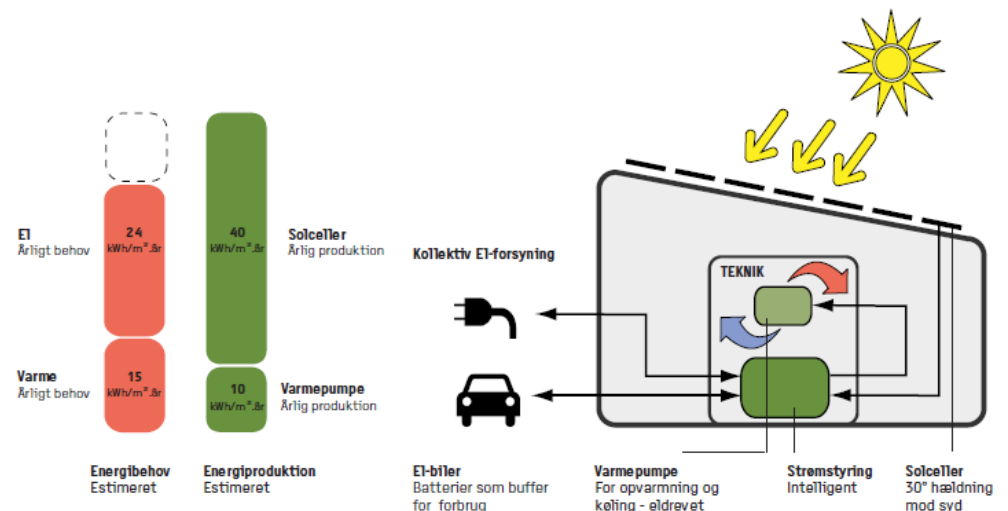 El
Årligt behov
24
kWh/m².år
40
kWh/m².år
Solceller
Årlig produktion
Varme
Årligt behov
15
kWh/m².år
10
kWh/m².år
Varmepumpe
Årlig produktion
Energibehov
Estimeret
Energiproduktion
Estimeret
Kollektiv El-forsyning
TEKNIK
El-biler
Batterier som buffer
for forbrug
Varmepumpe
For opvarmning og
køling - eldrevet
Strømstyring
Intelligent
Solceller
30° hældning
mod syd